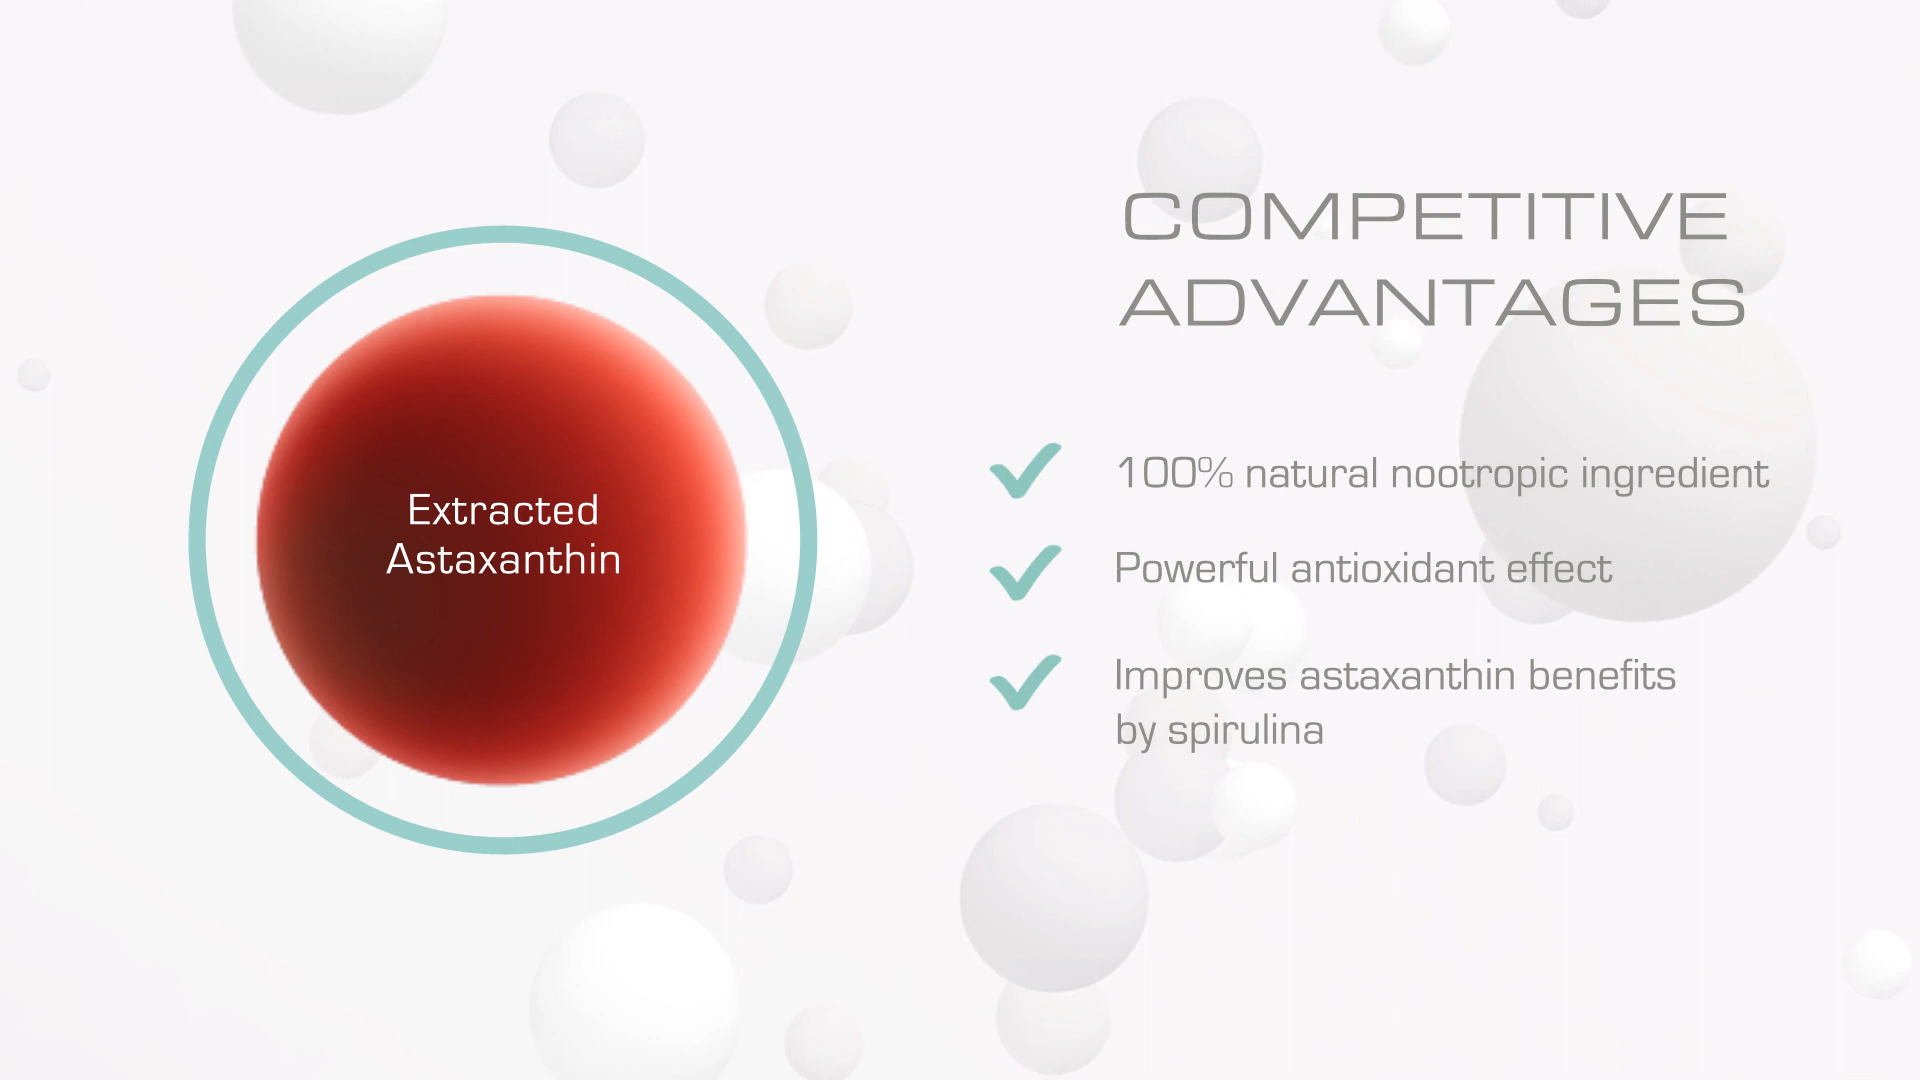 Extracted
Astaxanthin
COMPETITIVE
ADVANTAGES
100% natural nootropic ingredient
Powerful antioxidant effect
Improves astaxanthin benefits
by spirulina